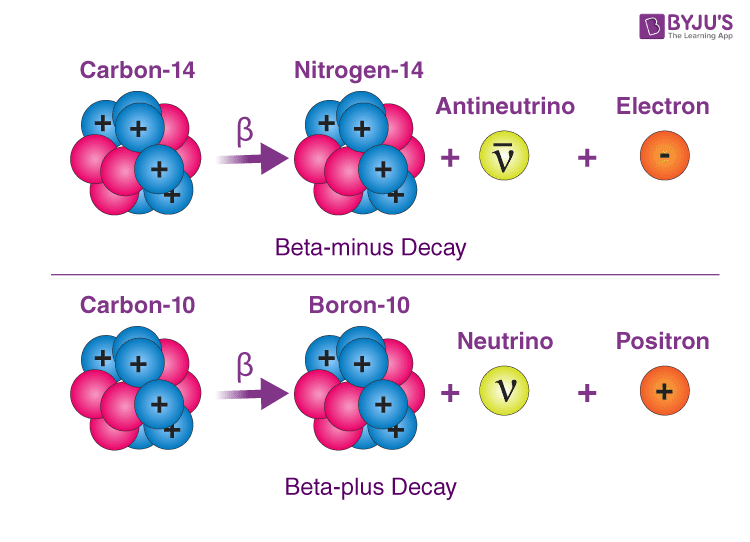 BYJU'S
The Learning App
Carbon-14 Nitrogen-14
Antineutrino Electron
β
+ + + + + + + + + ν̄ + -
Beta-minus Decay
Carbon-10 Boron-10
Neutrino Positron
β
+ + + + + + + + + ν + +
Beta-plus Decay